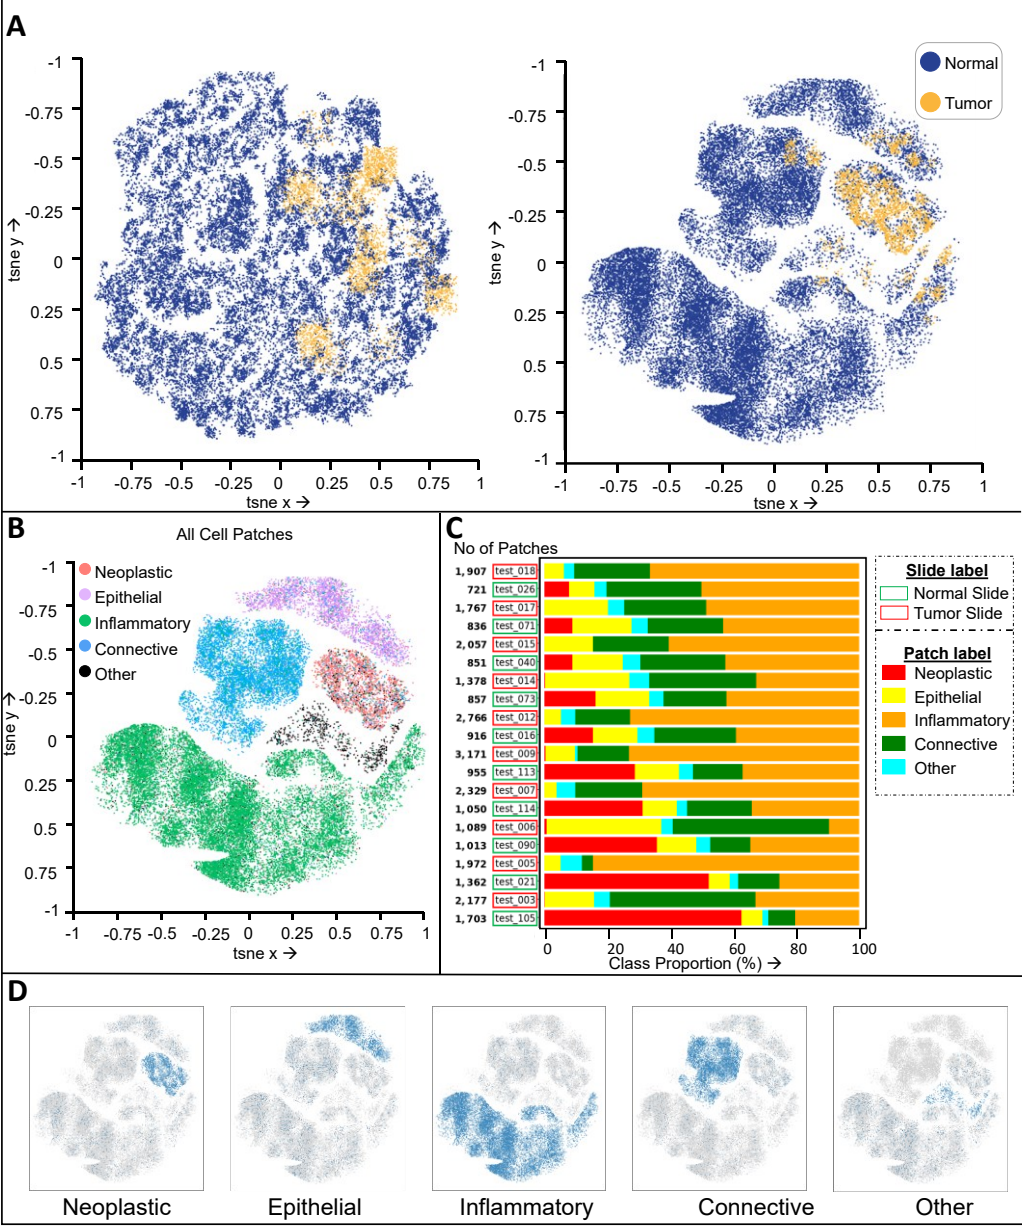 A
-1
-0.75
-0.5
-0.25
0
0.25
0.5
0.75
-1
tsne y →
-1
-0.75
-0.5
-0.25
0
0.25
0.5
0.75
1
tsne x →
-1
-0.75
-0.5
-0.25
0
0.25
0.5
0.75
-1
tsne y →
-1
-0.75
-0.5
-0.25
0
0.25
0.5
0.75
1
tsne x →
Normal
Tumor
B
All Cell Patches
Neoplastic
Epithelial
Inflammatory
Connective
Other
-1
-0.75
-0.5
-0.25
0
0.25
0.5
0.75
-1
tsne y →
-1
-0.75
-0.5
-0.25
0
0.25
0.5
0.75
1
tsne x →
C
No of Patches
1,907 test_018
721 test_026
1,767 test_017
836 test_071
2,057 test_015
851 test_040
1,378 test_014
857 test_073
2,766 test_012
916 test_016
3,171 test_009
955 test_113
2,329 test_007
1,050 test_114
1,089 test_006
1,013 test_090
1,972 test_005
1,362 test_021
2,177 test_003
1,703 test_105
0 20 40 60 80 100
Class Proportion (%) →
Slide label
Normal Slide
Tumor Slide
Patch label
Neoplastic
Epithelial
Inflammatory
Connective
Other
D
Neoplastic
Epithelial
Inflammatory
Connective
Other